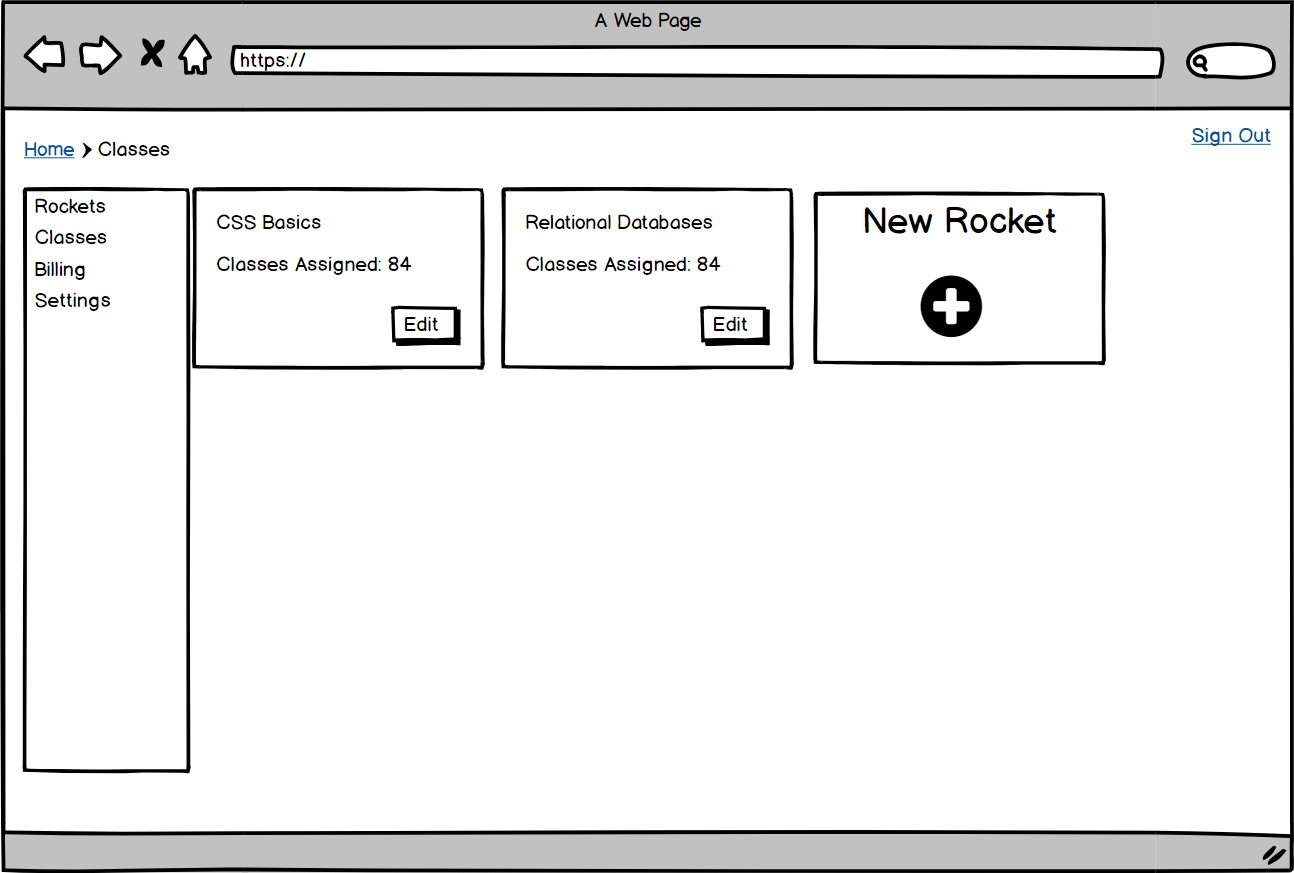 A Web Page
https://
Home > Classes
Sign Out
Rockets
Classes
Billing
Settings
CSS Basics
Classes Assigned: 84
Edit
Relational Databases
Classes Assigned: 84
Edit
New Rocket